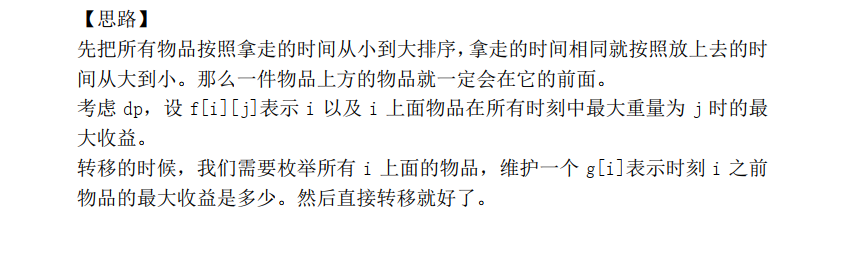 【思路】
先把所有物品按照拿走的时间从小到大排序，拿走的时间相同就按照放上去的时
间从大到小。那么一件物品上方的物品就一定会在它的前面。
考虑 dp，设 f[i][j]表示 i 以及 i 上面物品在所有时刻中最大重量为 j 时的最
大收益。
转移的时候，我们需要枚举所有 i 上面的物品，维护一个 g[i]表示时刻 i 之前
物品的最大收益是多少。然后直接转移就好了。